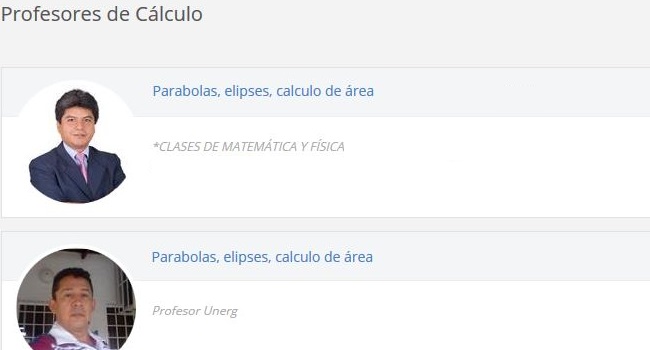 Profesores de Cálculo
Parabolas, elipses, calculo de área
*CLASES DE MATEMÁTICA Y FÍSICA
Parabolas, elipses, calculo de área
Profesor Unerg